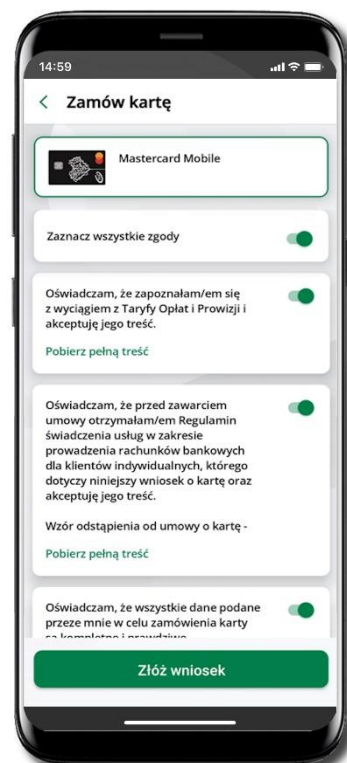 14:59
Zamów kartę
Mastercard Mobile
Zaznacz wszystkie zgody
Oświadczam, że zapoznałam/em się
z wyciągiem z Taryfy Opłat i Prowizji i
akceptuję jego treść.
Pobierz pełną treść
Oświadczam, że przed zawarciem
umowy otrzymałam/em Regulamin
świadczenia usług w zakresie
prowadzenia rachunków bankowych
dla klientów indywidualnych, którego
dotyczy niniejszy wniosek o kartę oraz
akceptuję jego treść.
Wzór odstąpienia od umowy o kartę -
Pobierz pełną treść
Oświadczam, że wszystkie dane podane
przeze mnie w celu zamówienia karty
są kompletne i prawdziwe
Złóż wniosek